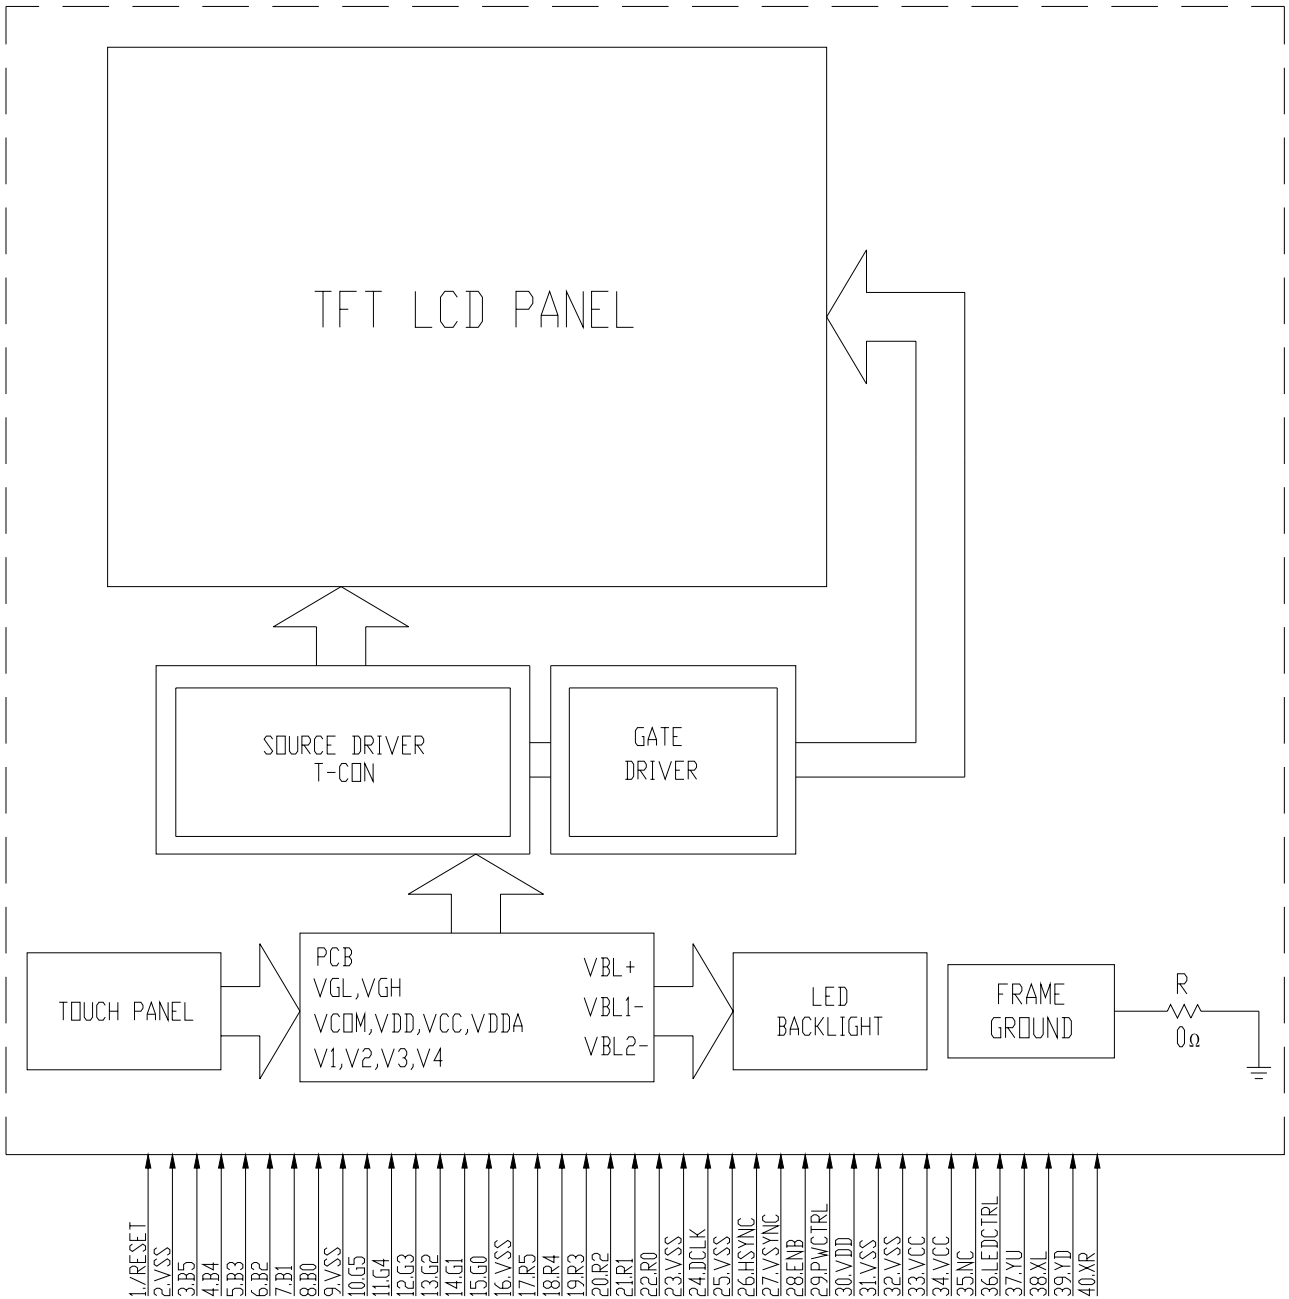 TFT LCD PANEL
SOURCE DRIVER
T-CON
GATE
DRIVER
TOUCH PANEL
PCB
VGL,VGH
VCOM,VDD,VCC,VDDA
V1,V2,V3,V4
VBL+
VBL1-
VBL2-
LED
BACKLIGHT
FRAME
GROUND
R
0Ω
1./RESET
2.VSS
3.B5
4.B4
5.B3
6.B2
7.B1
8.B0
9.VSS
10.G5
11.G4
12.G3
13.G2
14.G1
15.G0
16.VSS
17.R5
18.R4
19.R3
20.R2
21.R1
22.R0
23.VSS
24.DCLK
25.VSS
26.HSYNC
27.VSYNC
28.ENB
29.PWCTRL
30.VDD
31.VSS
32.VSS
33.VCC
34.VCC
35.NC
36.LEDCTRL
37.YU
38.XL
39.YD
40.XR